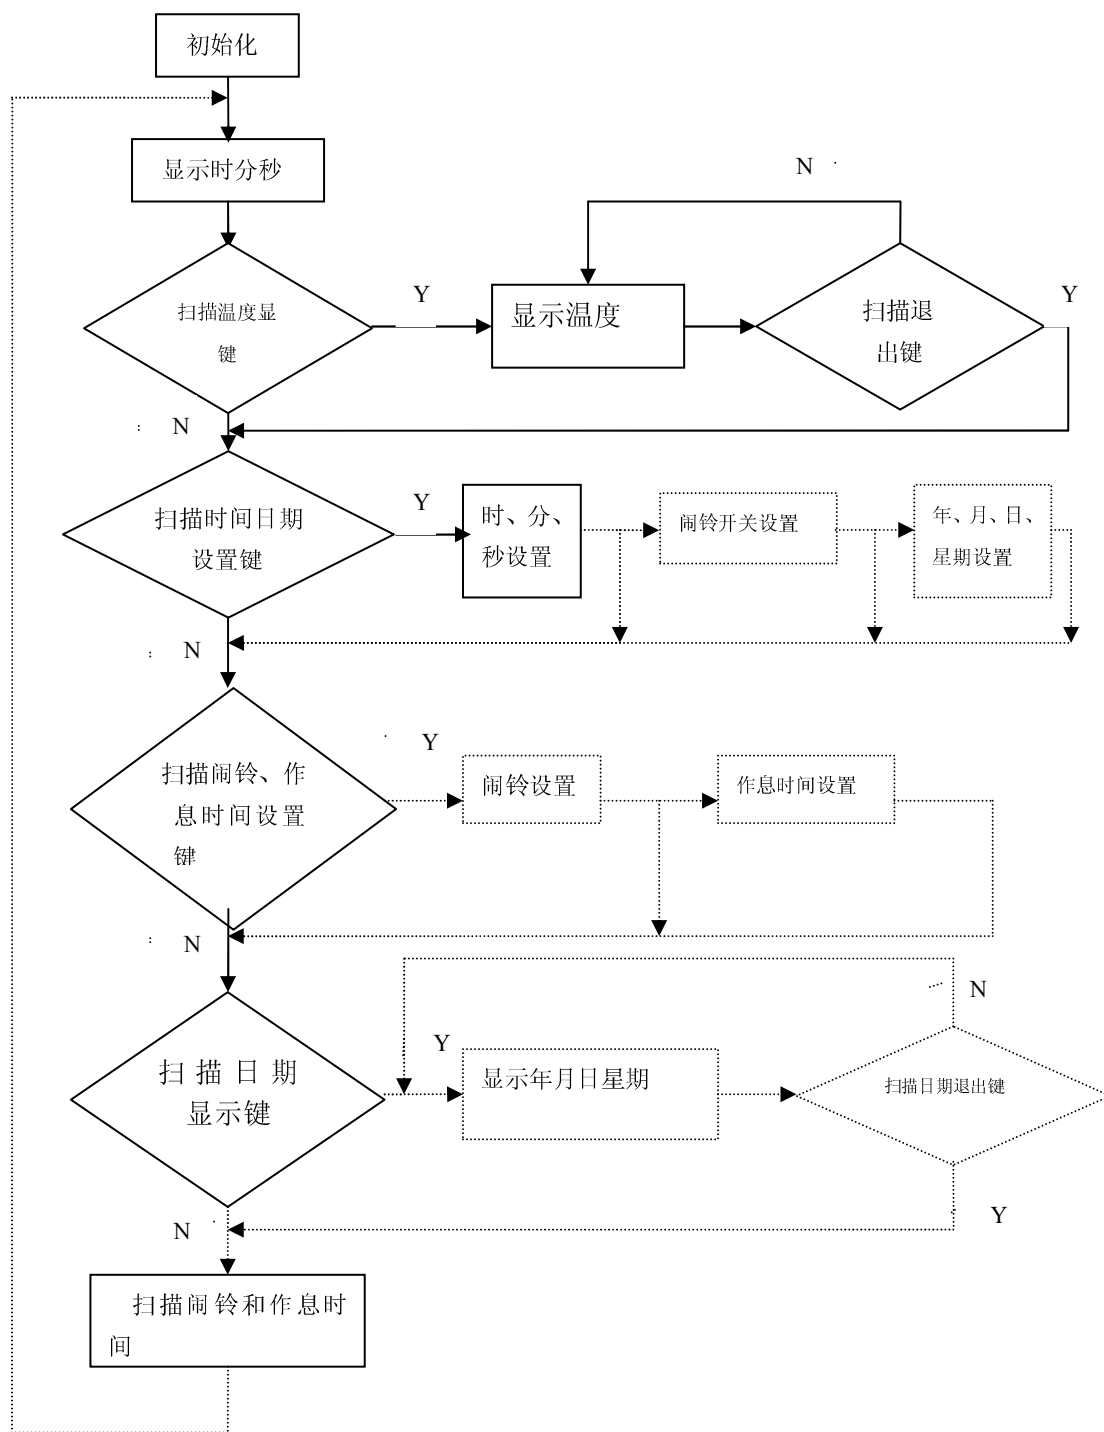 初始化
显示时分秒
N
扫描温度显
键
Y
显示温度
扫描退
出键
Y
N
扫描时间日期
设置键
Y
时、分、
秒设置
闹铃开关设置
年、月、日、
星期设置
N
扫描闹铃、作
息时间设置
键
Y
闹铃设置
作息时间设置
N
N
扫描日期
显示键
Y
显示年月日星期
扫描日期退出键
N
Y
扫描闹铃和作息时
间